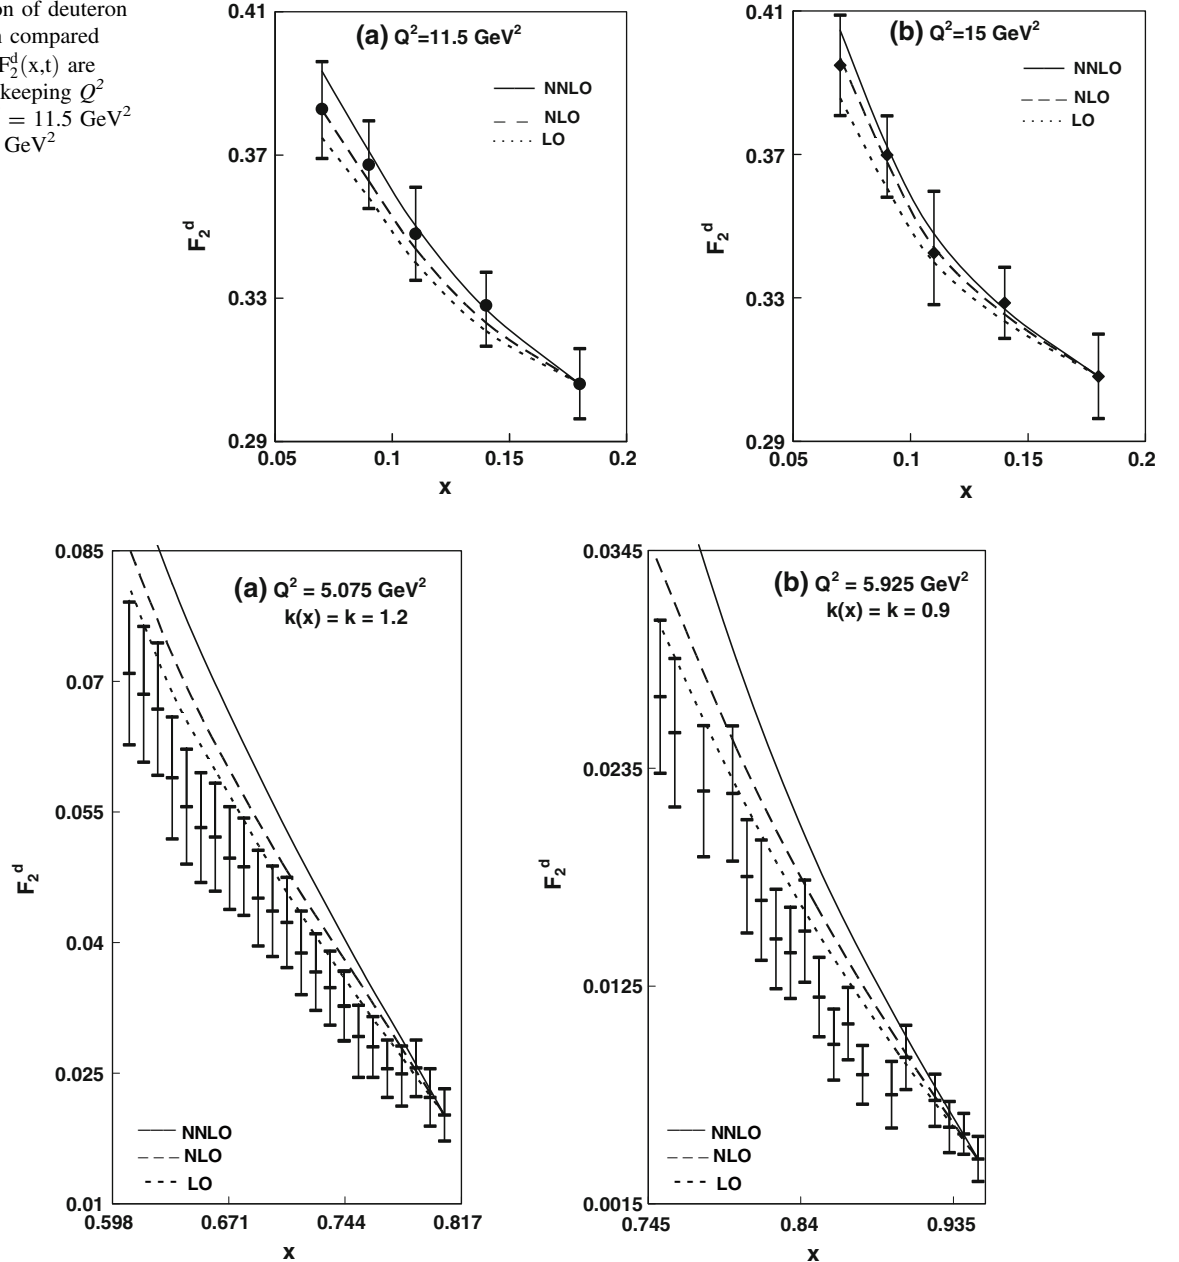 on of deuteron
compared
F₂ᵈ(x,t) are
keeping Q²
= 11.5 GeV²
GeV²
(a) Q²=11.5 GeV²
NNLO
NLO
LO
0.41
0.37
0.33
0.29
F₂ᵈ
0.05 0.1 0.15 0.2
x
(b) Q²=15 GeV²
NNLO
NLO
LO
0.41
0.37
0.33
0.29
F₂ᵈ
0.05 0.1 0.15 0.2
x
(a) Q² = 5.075 GeV²
k(x) = k = 1.2
0.085
0.07
0.055
0.04
0.025
0.01
F₂ᵈ
NNLO
NLO
LO
0.598 0.671 0.744 0.817
x
(b) Q² = 5.925 GeV²
k(x) = k = 0.9
0.0345
0.0235
0.0125
0.0015
F₂ᵈ
NNLO
NLO
LO
0.745 0.84 0.935
x